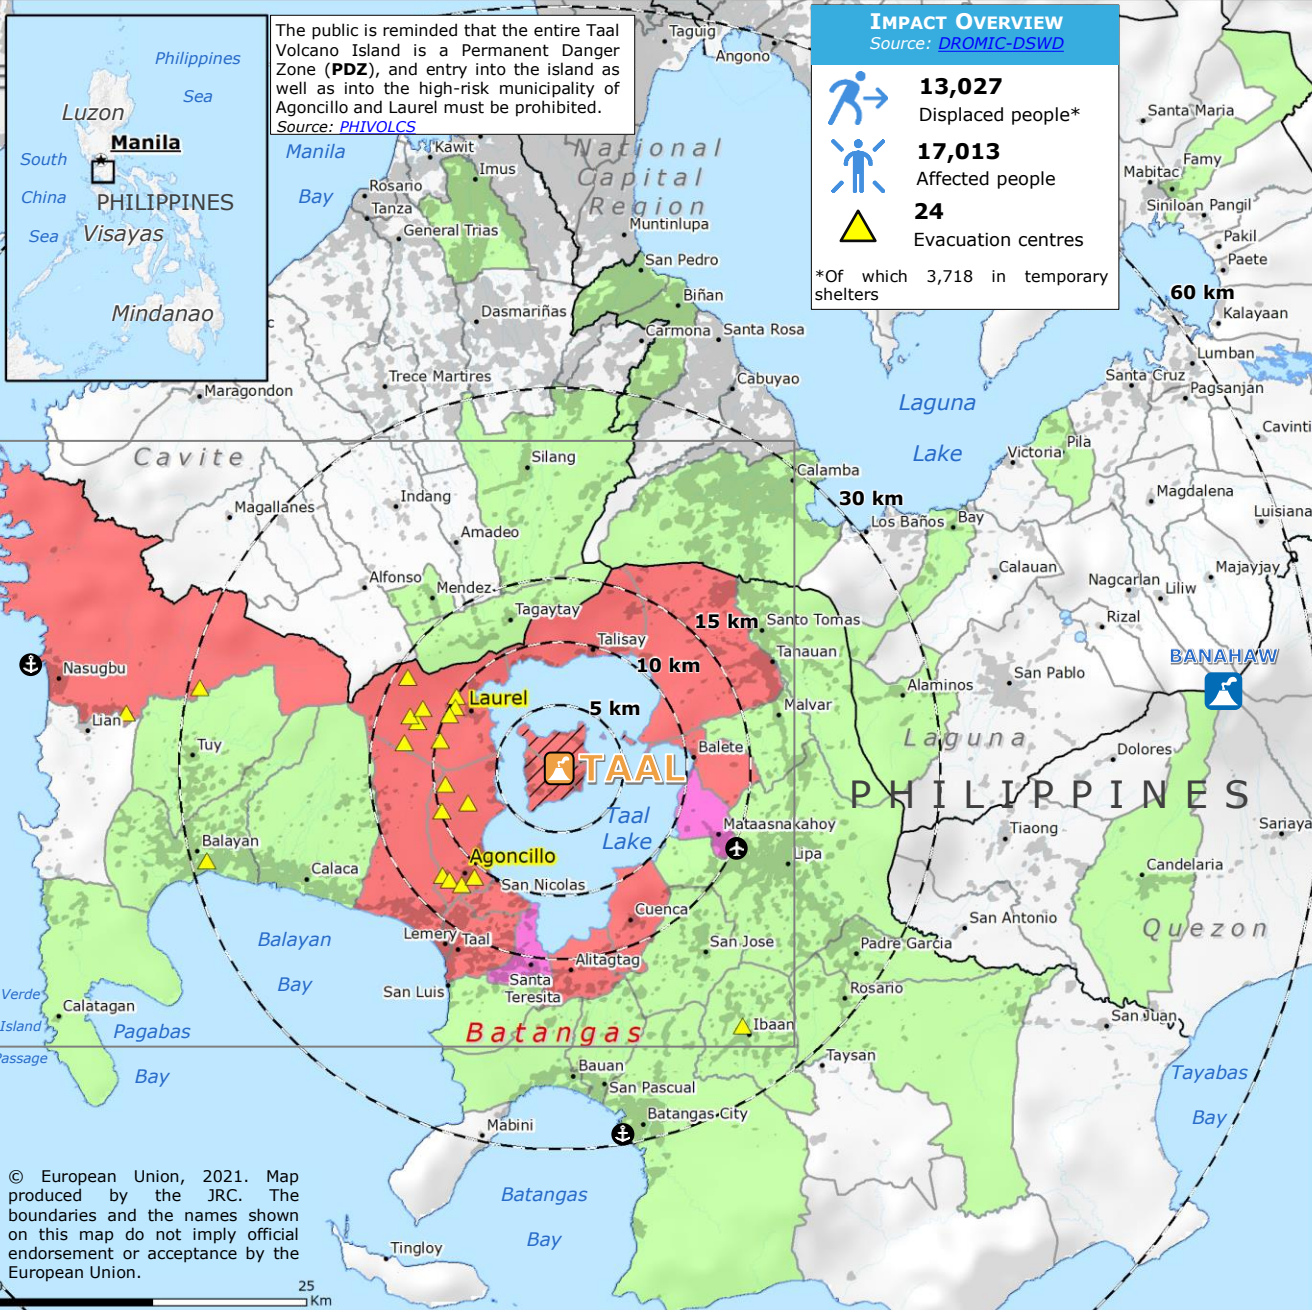 Philippines
Sea
Luzon
Manila
South
China
Sea
PHILIPPINES
Visayas
Mindanao
The public is reminded that the entire Taal
Volcano Island is a Permanent Danger
Zone (PDZ), and entry into the island as
well as into the high-risk municipality of
Agoncillo and Laurel must be prohibited.
Source: PHIVOLCS
IMPACT OVERVIEW
Source: DROMIC-DSWD
13,027
Displaced people*
17,013
Affected people
24
Evacuation centres
*Of which 3,718 in temporary
shelters
Taguig
Angono
Santa Maria
Manila
Bay
Kawit
Imus
National
Capital
Region
Famy
Mabitac
Siniloan
Pangil
Rosario
Tanza
General Trias
Muntinlupa
Pakil
Paete
San Pedro
60 km
Biñan
Kalayaan
Dasmariñas
c
Carmona
Santa Rosa
Lumban
Trece Martires
Cabuyao
Santa Cruz
Pagsanjan
Maragondon
Laguna
Lake
Cavinti
Cavite
Silang
Pila
Victoria
Calamba
30 km
Magdalena
Indang
Magallanes
Los Baños
Bay
Luisiana
Amadeo
Calauan
Nagcarlan
Liliw
Majayjay
Alfonso
Mendez
Tagaytay
15 km
Santo Tomas
Rizal
Talisay
10 km
Tanauan
BANAHAW
Nasugbu
San Pablo
Alaminos
Laurel
5 km
Malvar
Lian
Tuy
Balete
Laguna
Dolores
TAAL
PHILIPPINES
Taal
Lake
Mataasnakahoy
Tiaong
Sariaya
Balayan
Agoncillo
Lipa
Calaca
San Nicolas
Candelaria
Cuenca
San Antonio
Quezon
Lemery
Taal
Balayan
Bay
San Jose
Padre Garcia
Alitagtag
Santa
Teresita
San Luis
Rosario
Verde
Island
Passage
Calatagan
Pagabas
Bay
Batangas
Ibaan
San Juan
Taysan
Bauan
San Pascual
Tayabas
Bay
Batangas City
Mabini
Batangas
Bay
Tingloy
© European Union, 2021. Map
produced by the JRC. The
boundaries and the names shown
on this map do not imply official
endorsement or acceptance by the
European Union.
25
Km